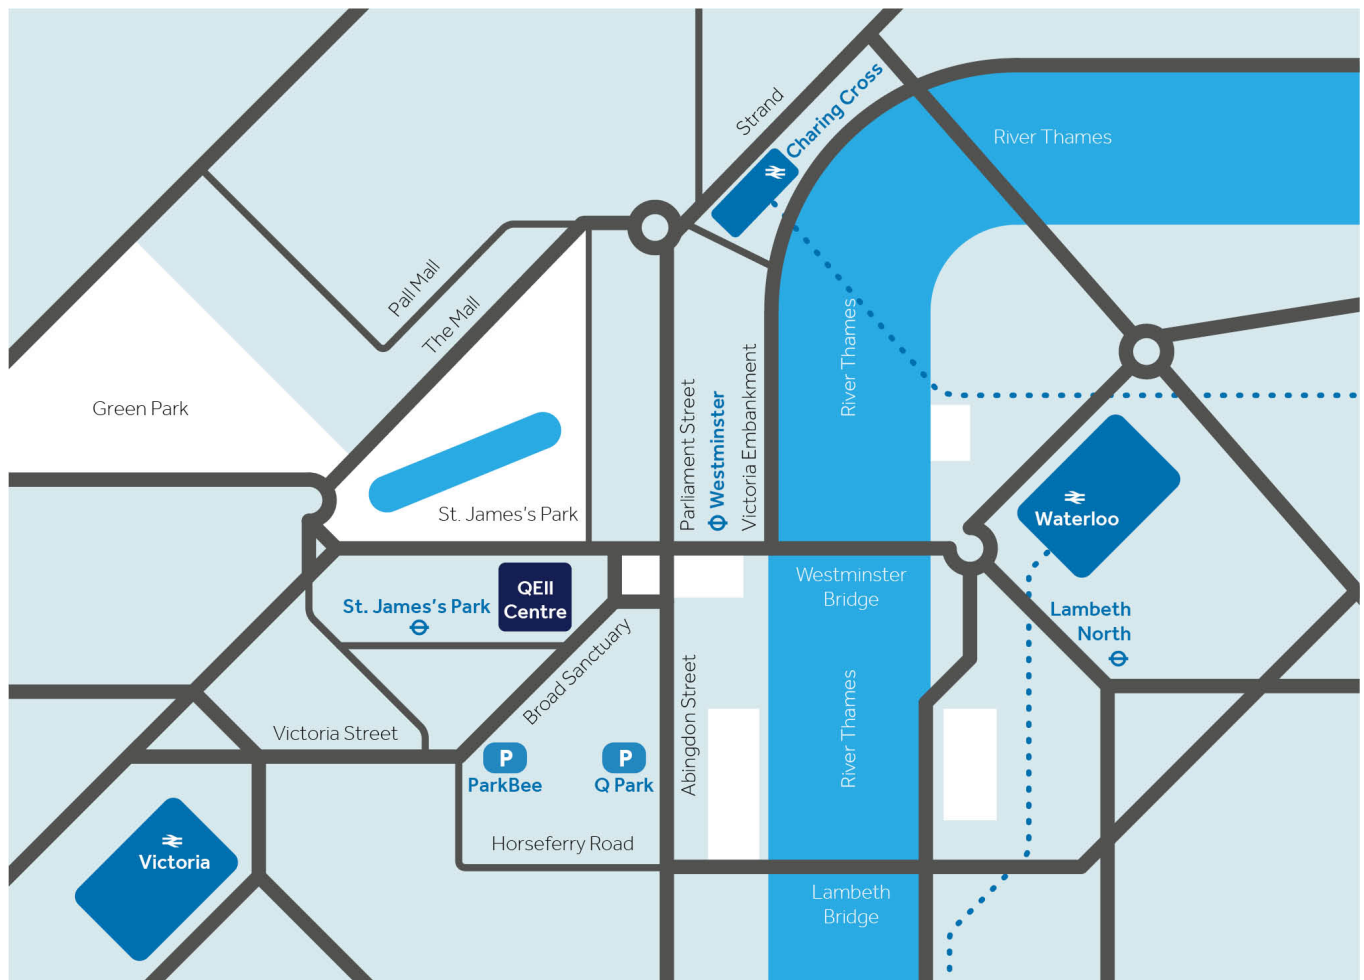 Strand
Charing Cross
River Thames
Pall Mall
The Mall
River Thames
Green Park
Parliament Street
Westminster
Victoria Embankment
St. James's Park
Waterloo
QEII
Centre
Westminster
Bridge
St. James's Park
Lambeth
North
Broad Sanctuary
Abingdon Street
River Thames
Victoria Street
P
ParkBee
P
Q Park
Horseferry Road
Victoria
Lambeth
Bridge